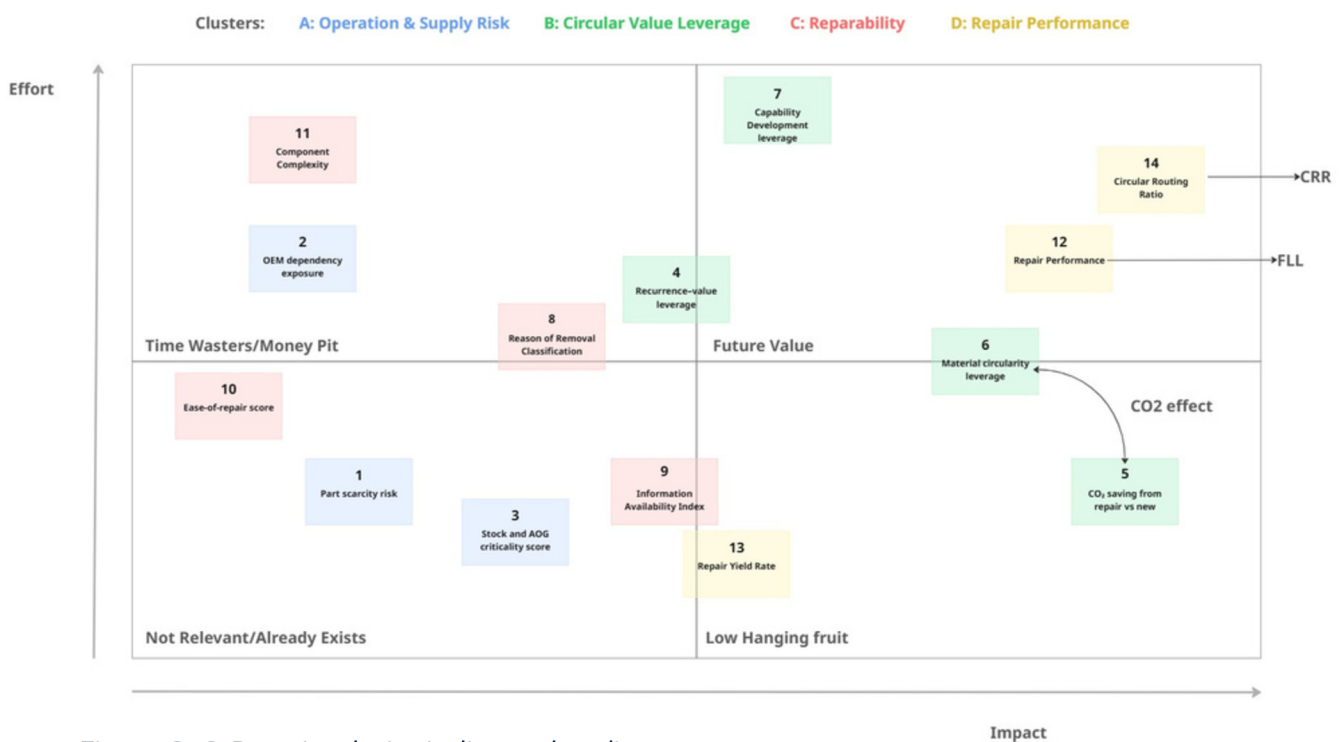 Clusters: A: Operation & Supply Risk B: Circular Value Leverage C: Reparability D: Repair Performance
Effort
7
Capability
Development
leverage
11
Component
Complexity
14
Circular Routing
Ratio
CRR
2
OEM dependency
exposure
12
Repair Performance
FLL
4
Recurrence–value
leverage
8
Reason of Removal
Classification
Time Wasters/Money Pit
Future Value
6
Material circularity
leverage
10
Ease-of-repair score
CO2 effect
1
Part scarcity risk
9
Information
Availability Index
5
CO₂ saving from
repair vs new
3
Stock and AOG
criticality score
13
Repair Yield Rate
Not Relevant/Already Exists
Low Hanging fruit
Impact